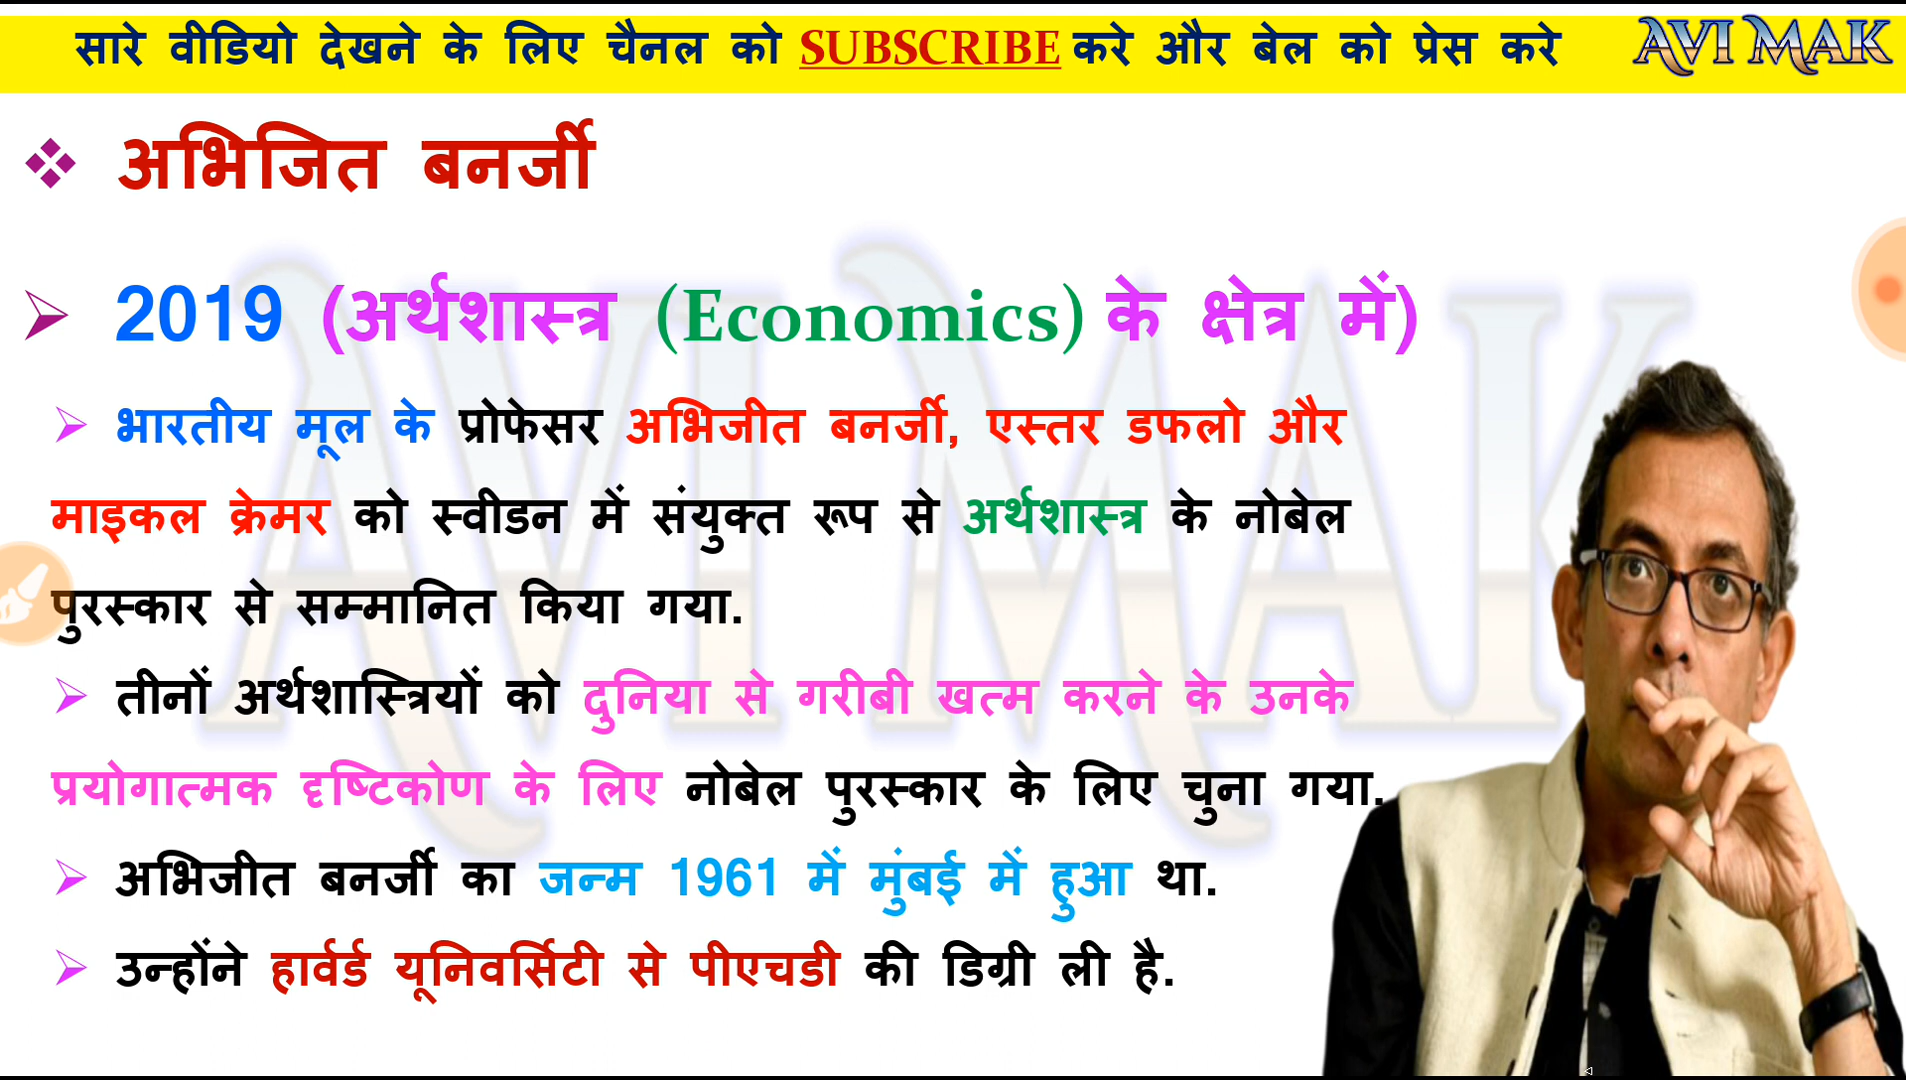 सारे वीडियो देखने के लिए चैनल को SUBSCRIBE करे और बेल को प्रेस करे AVI MAK
अभिजित बनर्जी
2019 (अर्थशास्त्र (Economics) के क्षेत्र में)
भारतीय मूल के प्रोफेसर अभिजीत बनर्जी, एस्तर डफलो और
माइकल क्रेमर को स्वीडन में संयुक्त रूप से अर्थशास्त्र के नोबेल
पुरस्कार से सम्मानित किया गया.
तीनों अर्थशास्त्रियों को दुनिया से गरीबी खत्म करने के उनके
प्रयोगात्मक दृष्टिकोण के लिए नोबेल पुरस्कार के लिए चुना गया.
अभिजीत बनर्जी का जन्म 1961 में मुंबई में हुआ था.
उन्होंने हार्वर्ड यूनिवर्सिटी से पीएचडी की डिग्री ली है.
AVI MAK